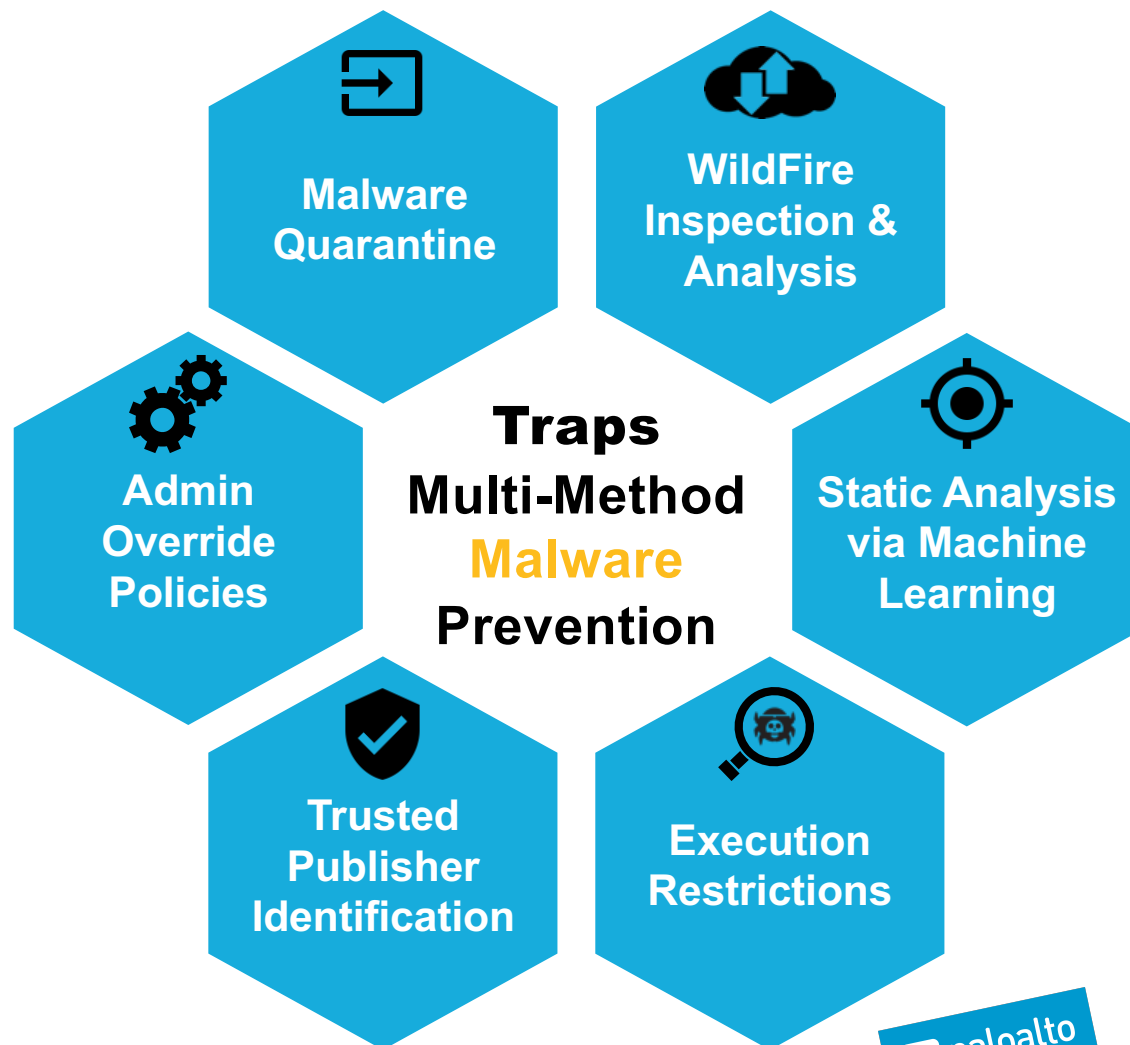 Malware
Quarantine
WildFire
Inspection &
Analysis
Admin
Override
Policies
Traps
Multi-Method
Malware
Prevention
Static Analysis
via Machine
Learning
Trusted
Publisher
Identification
Execution
Restrictions
paloalto